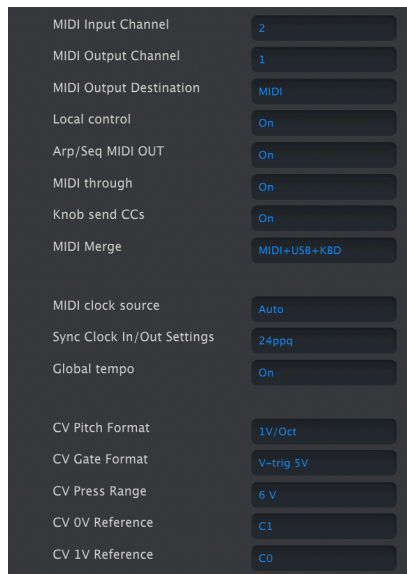 MIDI Input Channel 2
MIDI Output Channel 1
MIDI Output Destination MIDI
Local control On
Arp/Seq MIDI OUT On
MIDI through On
Knob send CCs On
MIDI Merge MIDI+USB+KBD
MIDI clock source Auto
Sync Clock In/Out Settings 24ppq
Global tempo On
CV Pitch Format 1V/Oct
CV Gate Format V-trig 5V
CV Press Range 6 V
CV 0V Reference C1
CV 1V Reference C0